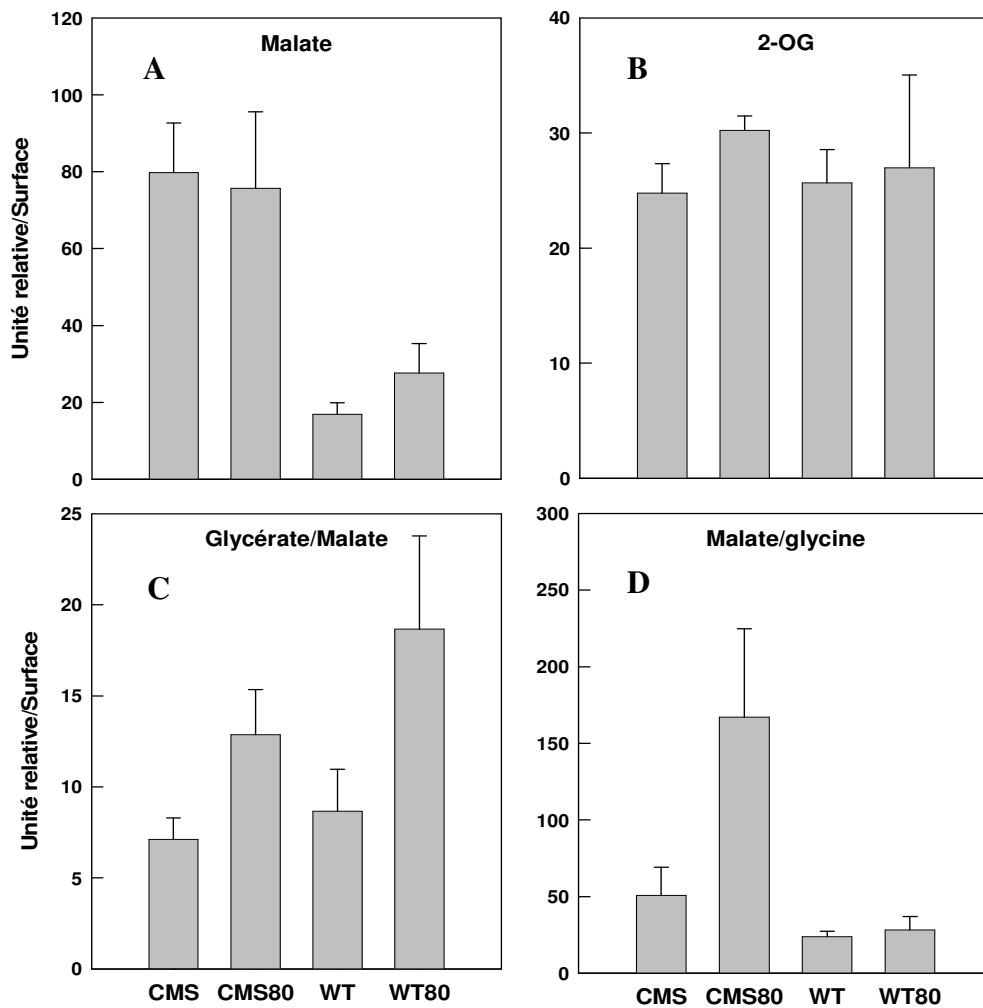 A
Malate
Unité relative/Surface
120
100
80
60
40
20
0
B
2-OG
40
30
20
10
0
C
Glycérate/Malate
Unité relative/Surface
25
20
15
10
5
0
CMS CMS80 WT WT80
D
Malate/glycine
300
250
200
150
100
50
0
CMS CMS80 WT WT80